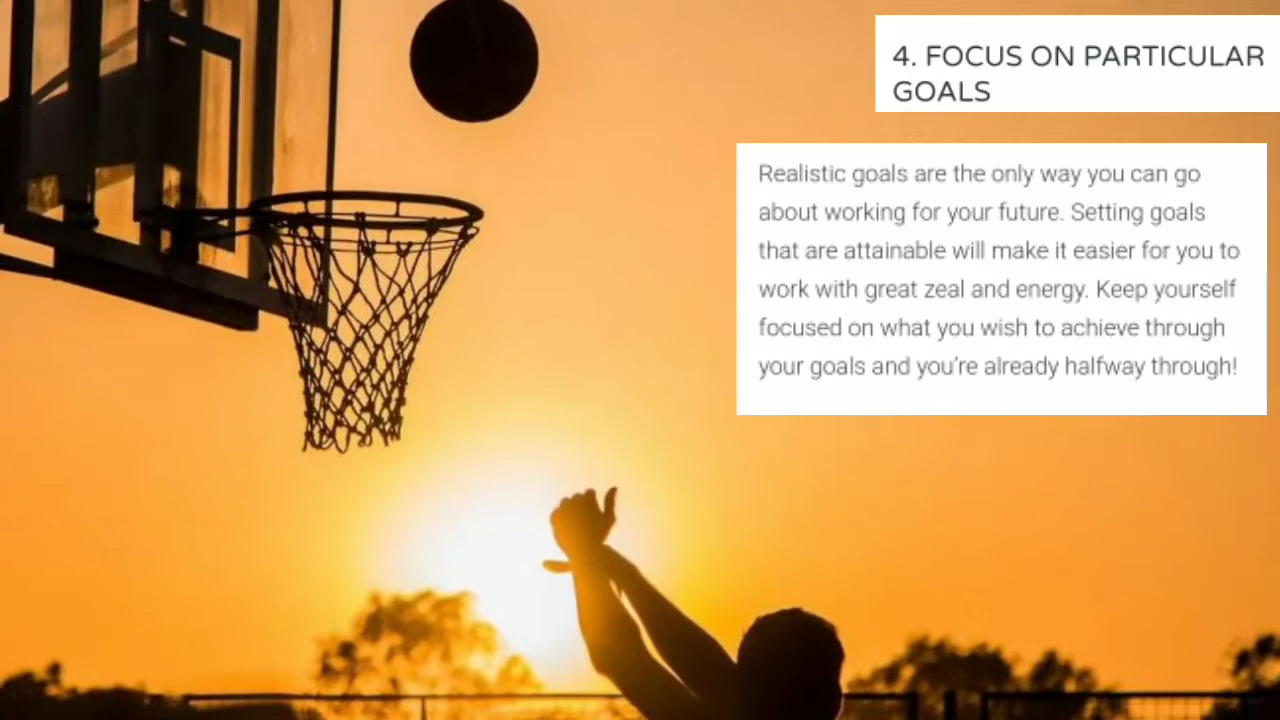 4. FOCUS ON PARTICULAR
GOALS
Realistic goals are the only way you can go
about working for your future. Setting goals
that are attainable will make it easier for you to
work with great zeal and energy. Keep yourself
focused on what you wish to achieve through
your goals and you’re already halfway through!